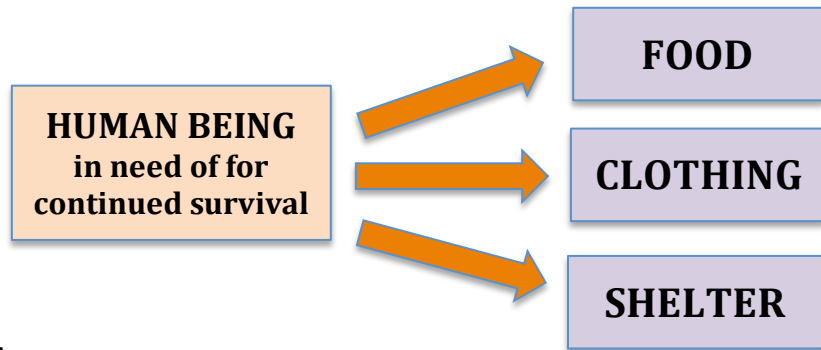 HUMAN BEING
in need of for
continued survival
FOOD
CLOTHING
SHELTER
.